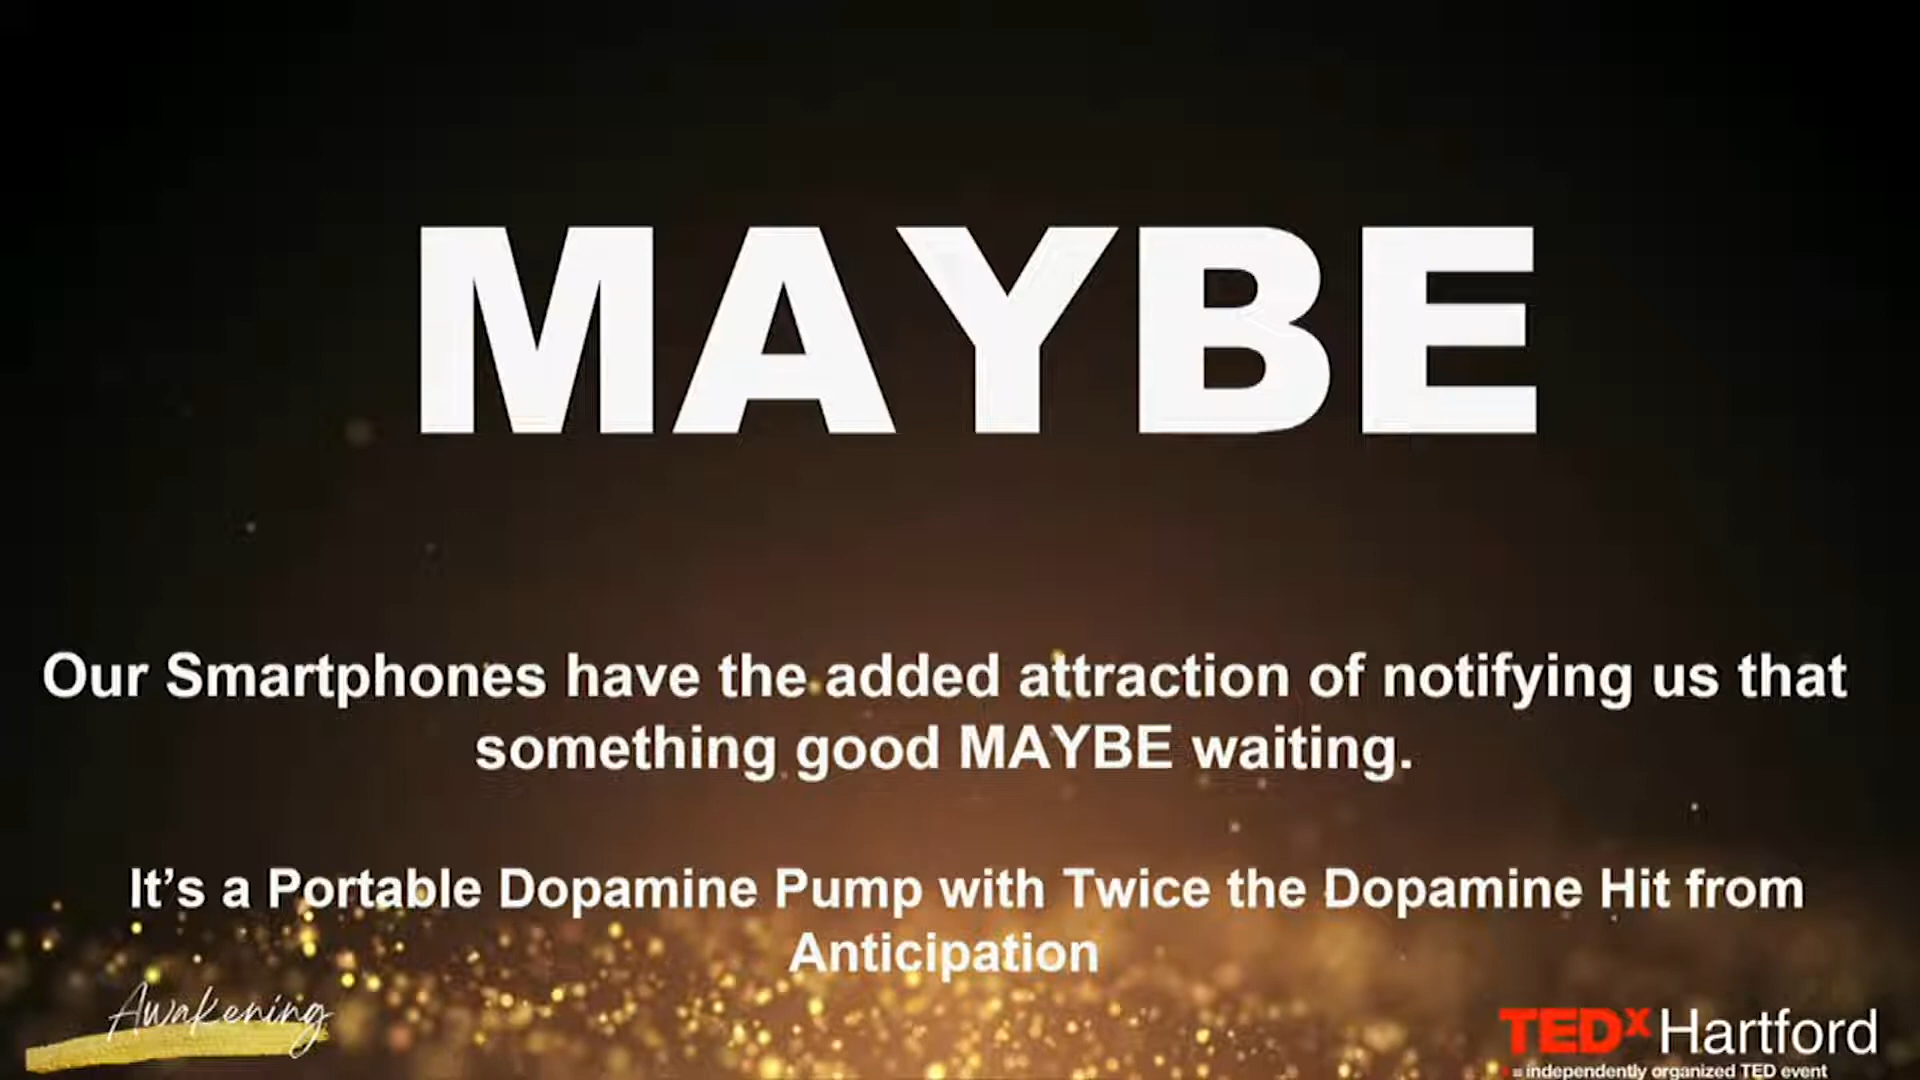 MAYBE
Our Smartphones have the added attraction of notifying us that
something good MAYBE waiting.
It's a Portable Dopamine Pump with Twice the Dopamine Hit from
Anticipation
Awakening
TEDx Hartford
x = independently organized TED event